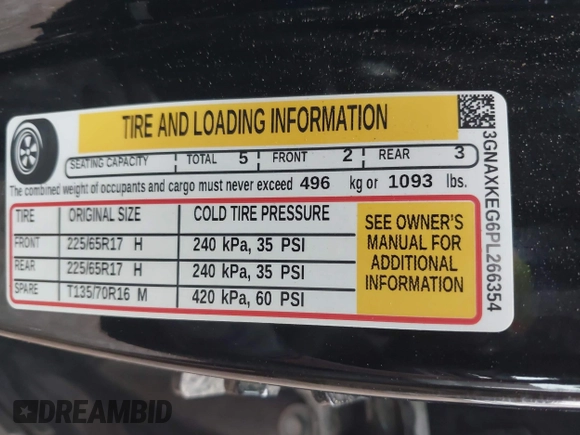 TIRE AND LOADING INFORMATION
SEATING CAPACITY TOTAL 5 FRONT 2 REAR 3
The combined weight of occupants and cargo must never exceed 496 kg or 1093 lbs.
TIRE ORIGINAL SIZE COLD TIRE PRESSURE
FRONT 225/65R17 H 240 kPa, 35 PSI
REAR 225/65R17 H 240 kPa, 35 PSI
SPARE T135/70R16 M 420 kPa, 60 PSI
SEE OWNER'S
MANUAL FOR
ADDITIONAL
INFORMATION
3GNAXKEG6PL266354
DREAMBID